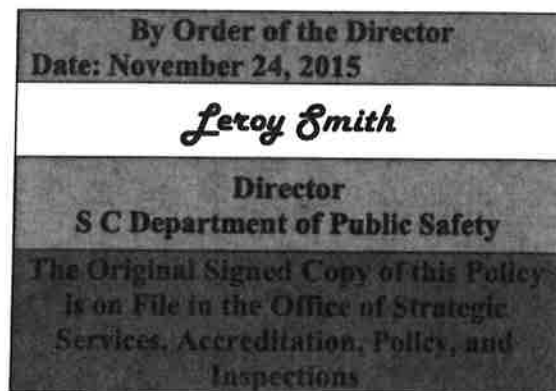 By Order of the Director
Date: November 24, 2015
Leroy Smith
Director
S C Department of Public Safety
The Original Signed Copy of this Policy
is on File in the Office of Strategic
Services, Accreditation, Policy, and
Inspections